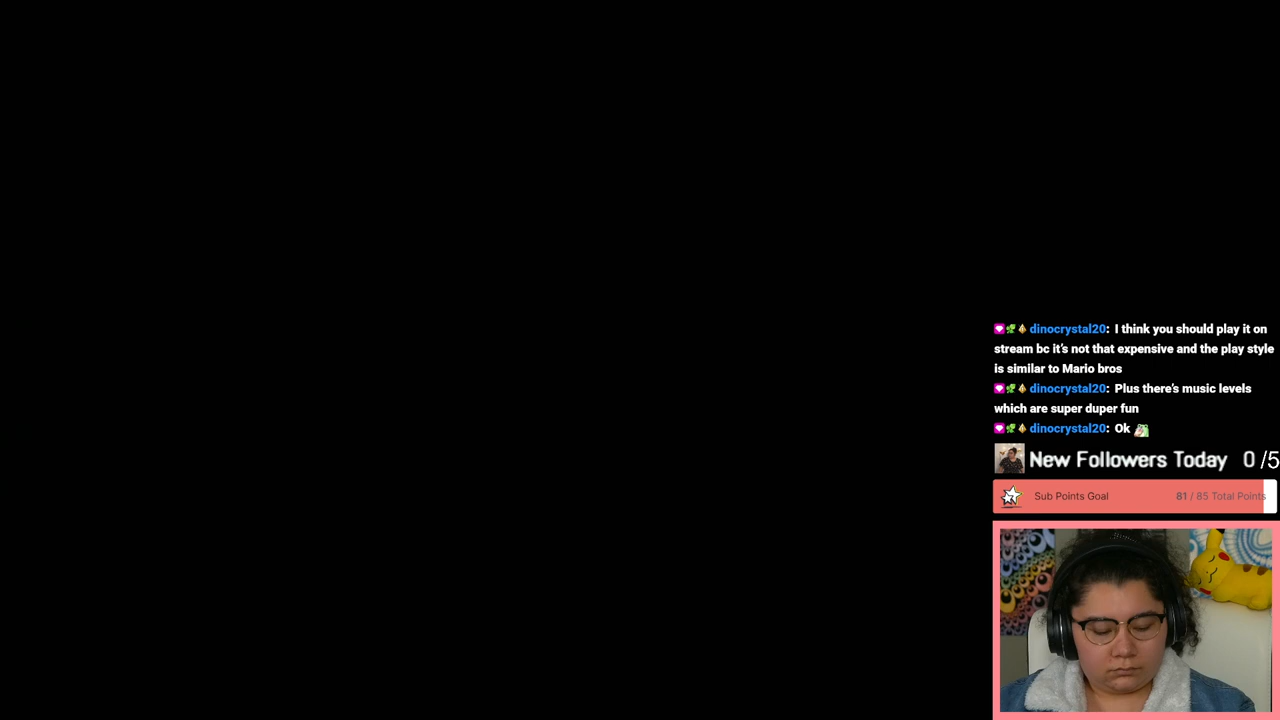 dinocrystal20: I think you should play it on
stream bc it’s not that expensive and the play style
is similar to Mario bros
dinocrystal20: Plus there’s music levels
which are super duper fun
dinocrystal20: Ok
New Followers Today 0 /5
Sub Points Goal 81 / 85 Total Points